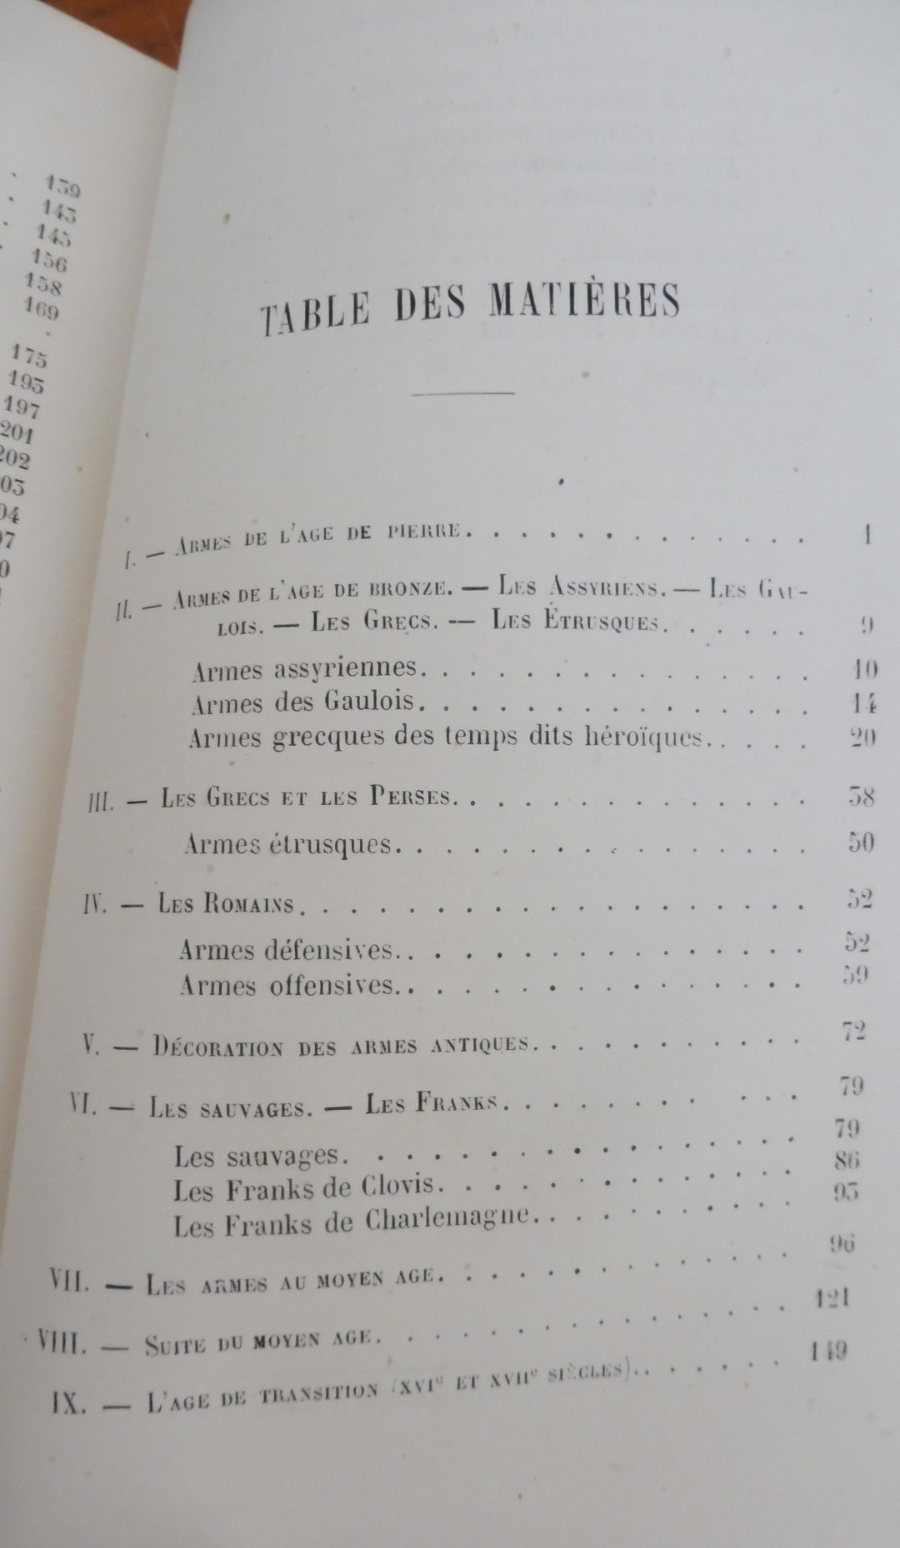 139
143
145
156
158
169
175
193
197
201
202
TABLE DES MATIÈRES
I. — ARMES DE L'AGE DE PIERRE. . . . . . . . . . . . . 1
II. — ARMES DE L'AGE DE BRONZE. — LES ASSYRIENS. — LES GAU-
LOIS. — LES GRECS. — LES ÉTRUSQUES. . . . . . 9
Armes assyriennes. . . . . . . . . . . . . . . 10
Armes des Gaulois. . . . . . . . . . . . . . . 14
Armes grecques des temps dits héroïques. . . . . 20
III. — LES GRECS ET LES PERSES. . . . . . . . . . . . . 38
Armes étrusques. . . . . . . . . . . . . . . . 50
IV. — LES ROMAINS. . . . . . . . . . . . . . . . . . . 52
Armes défensives. . . . . . . . . . . . . . . . 52
Armes offensives. . . . . . . . . . . . . . . . 59
V. — DÉCORATION DES ARMES ANTIQUES. . . . . . . . . . . 72
VI. — LES SAUVAGES. — LES FRANKS. . . . . . . . . . . 79
Les sauvages. . . . . . . . . . . . . . . . . 79
Les Franks de Clovis. . . . . . . . . . . . . . 86
Les Franks de Charlemagne. . . . . . . . . . . 93
VII. — LES ARMES AU MOYEN AGE. . . . . . . . . . . . . 96
VIII. — SUITE DU MOYEN AGE. . . . . . . . . . . . . . . 121
IX. — L'AGE DE TRANSITION (XVIe ET XVIIe SIÈCLES). . . . . . . 149